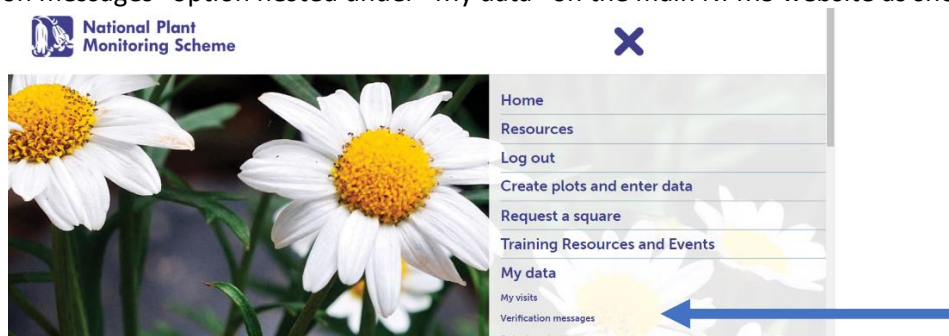 on messages" option nested under "My data" on the main NPMS website as
National Plant
Monitoring Scheme
Home
Resources
Log out
Create plots and enter data
Request a square
Training Resources and Events
My data
My visits
Verification messages